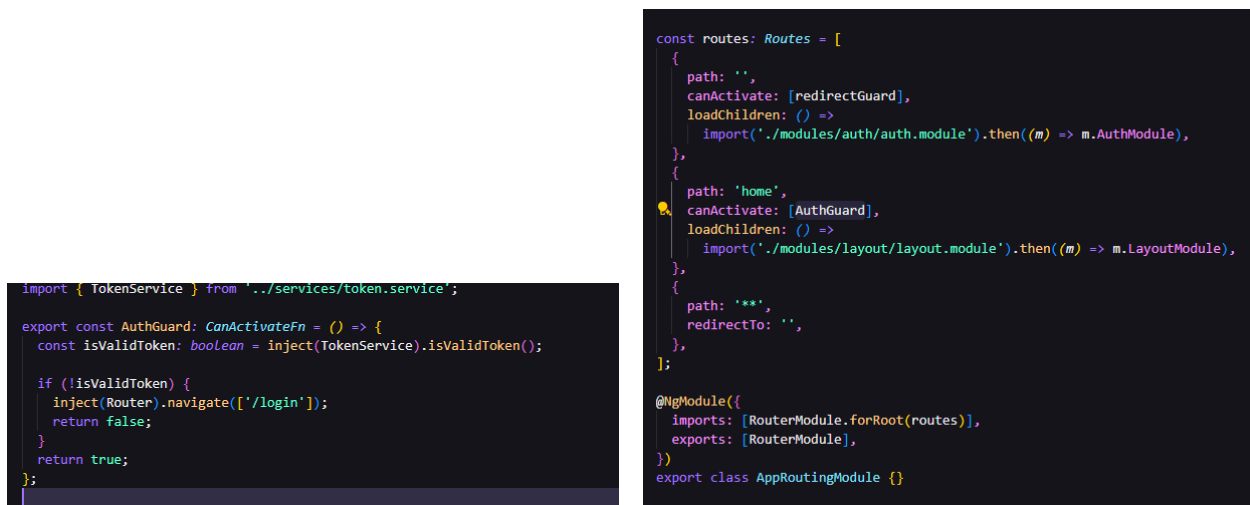 import { TokenService } from '../services/token.service';
export const AuthGuard: CanActivateFn = () => {
const isValidToken: boolean = inject(TokenService).isValidToken();
if (!isValidToken) {
inject(Router).navigate(['/login']);
return false;
}
return true;
};
const routes: Routes = [
{
path: '',
canActivate: [redirectGuard],
loadChildren: () =>
import('./modules/auth/auth.module').then((m) => m.AuthModule),
},
{
path: 'home',
canActivate: [AuthGuard],
loadChildren: () =>
import('./modules/layout/layout.module').then((m) => m.LayoutModule),
},
{
path: '**',
redirectTo: '',
},
];
@NgModule({
imports: [RouterModule.forRoot(routes)],
exports: [RouterModule],
})
export class AppRoutingModule {}